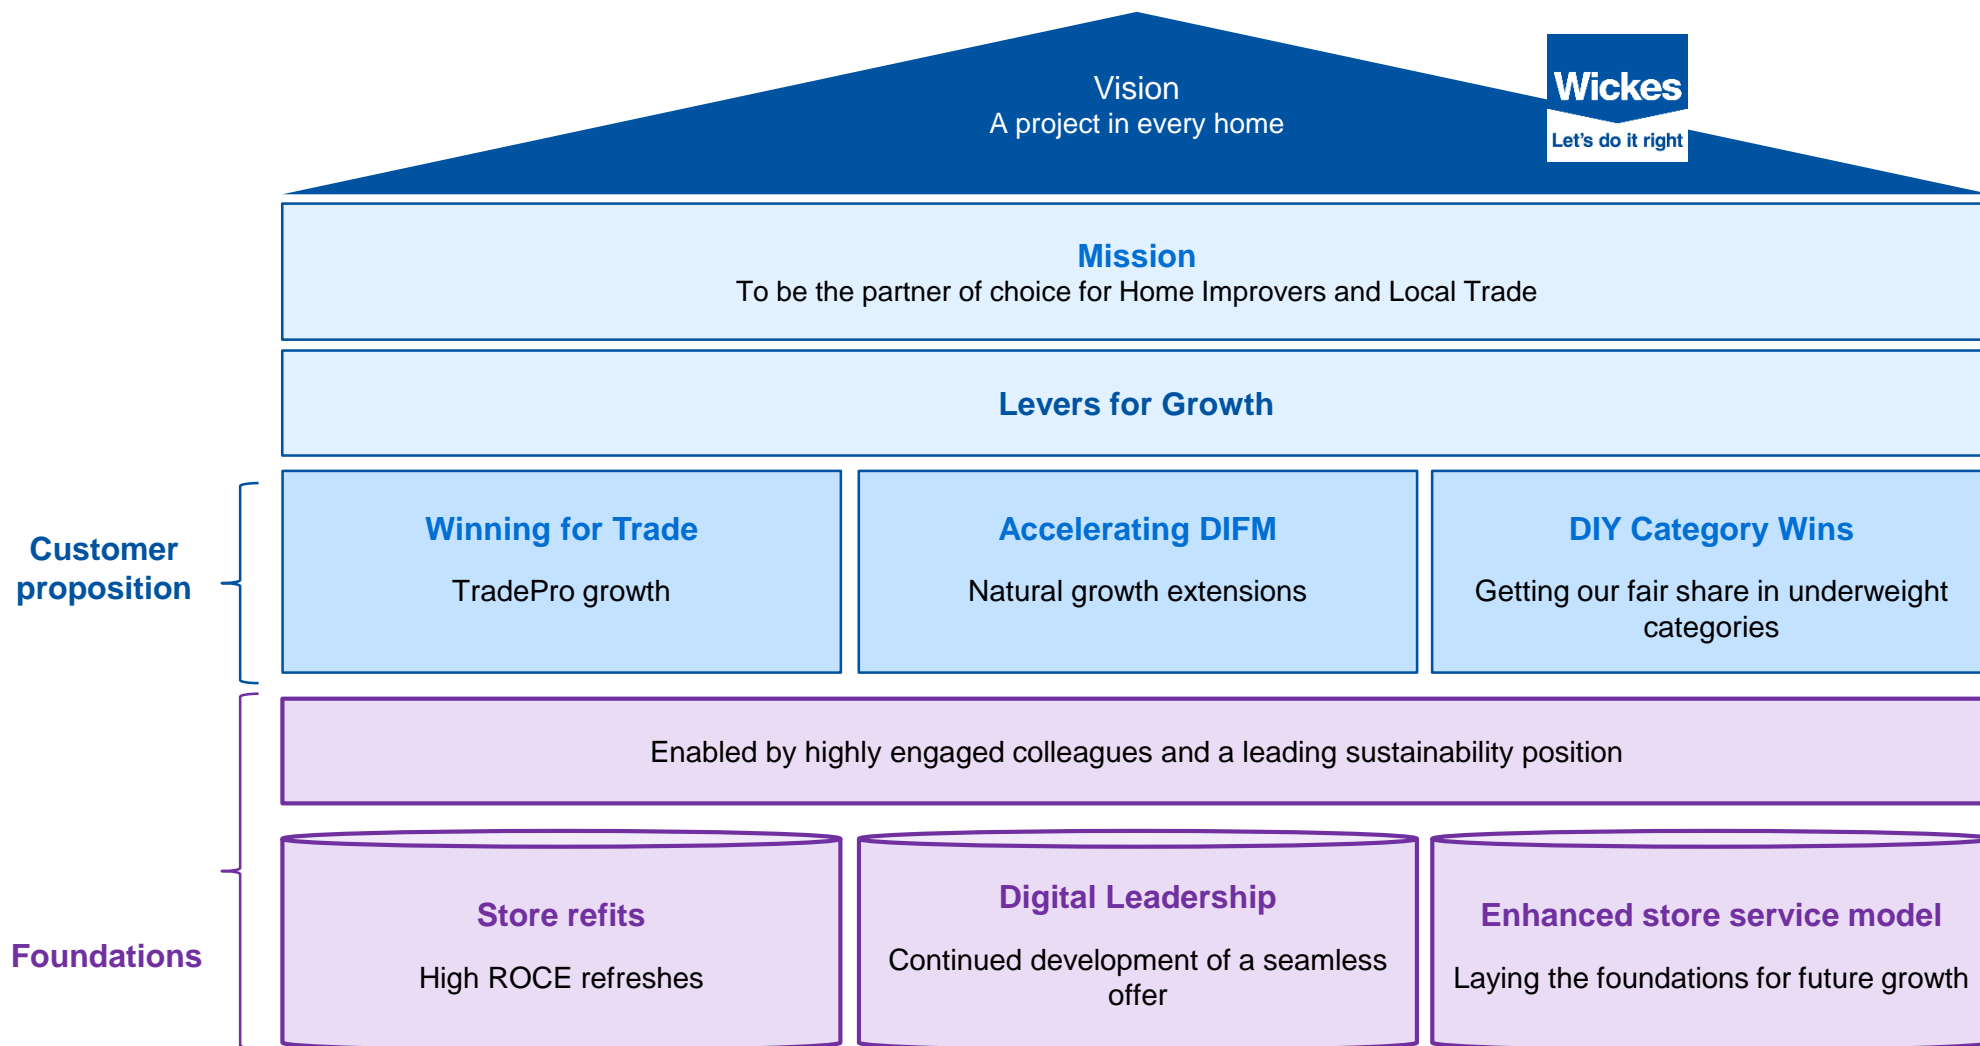 Vision
A project in every home
Wickes
Let's do it right
Mission
To be the partner of choice for Home Improvers and Local Trade
Levers for Growth
Customer
proposition
Winning for Trade
TradePro growth
Accelerating DIFM
Natural growth extensions
DIY Category Wins
Getting our fair share in underweight
categories
Enabled by highly engaged colleagues and a leading sustainability position
Foundations
Store refits
High ROCE refreshes
Digital Leadership
Continued development of a seamless
offer
Enhanced store service model
Laying the foundations for future growth